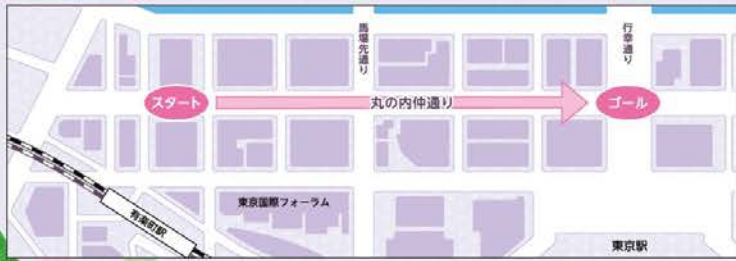 馬場先通り
行幸通り
スタート
丸の内仲通り
ゴール
東京国際フォーラム
有楽町駅
東京駅